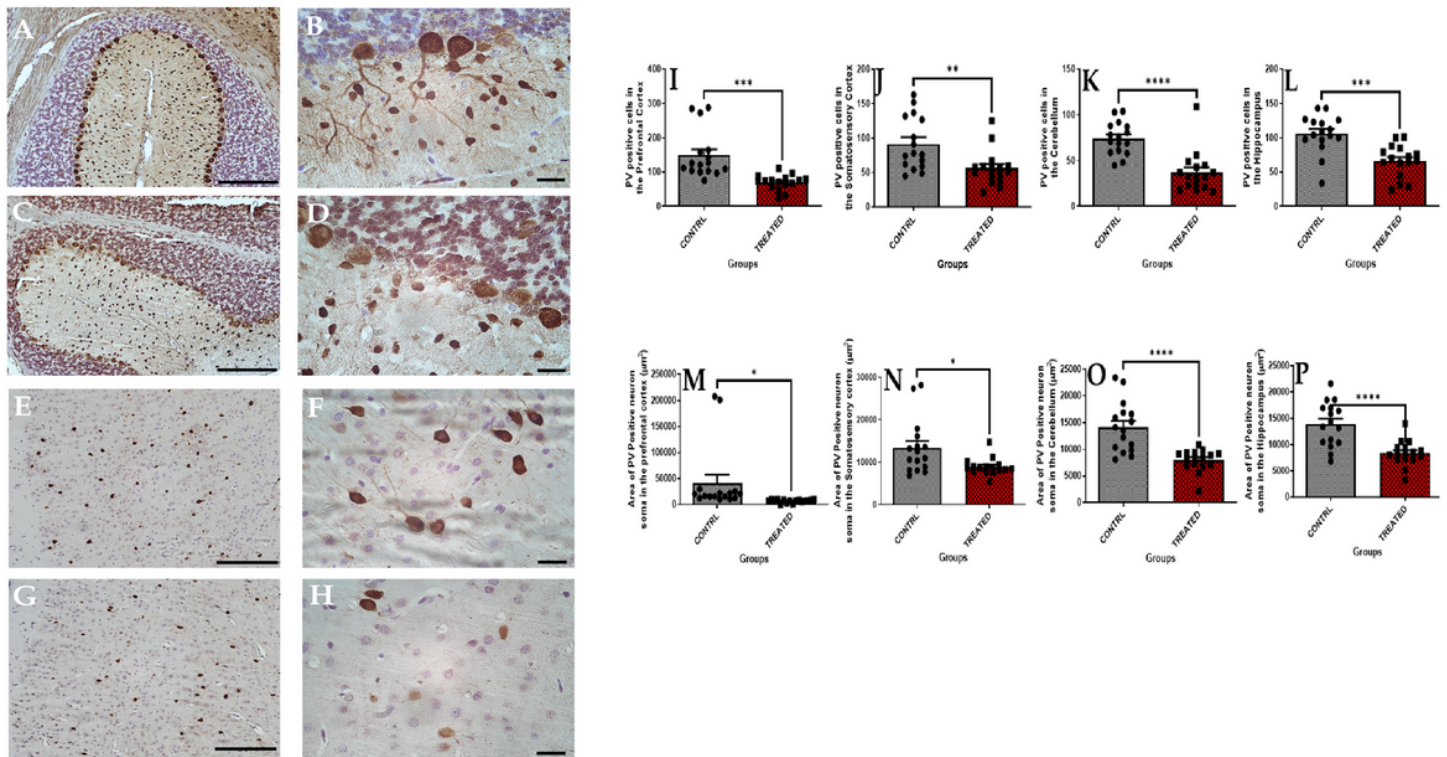 A
B
C
D
E
F
G
H
I
PV positive cells in
the Prefrontal Cortex
400
300
200
100
0
***
CONTRL
TREATED
Groups
J
PV positive cells in
the Somatosensory Cortex
200
150
100
50
0
**
CONTRL
TREATED
Groups
K
PV positive cells in
the Cerebellum
150
100
50
0
****
CONTRL
TREATED
Groups
L
PV positive cells in
the Hippocampus
200
150
100
50
0
***
CONTRL
TREATED
Groups
M
Area of PV Positive neuron
soma in the prefrontal cortex (µm²)
250000
200000
150000
100000
50000
0
*
CONTRL
TREATED
Groups
N
Area of PV Positive neuron
soma in the Somatosensory cortex (µm²)
30000
20000
10000
0
*
CONTRL
TREATED
Groups
O
Area of PV Positive neuron
soma in the Cerebellum (µm²)
25000
20000
15000
10000
5000
0
****
CONTRL
TREATED
Groups
P
Area of PV Positive neuron
soma in the Hippocampus (µm²)
25000
20000
15000
10000
5000
0
****
CONTRL
TREATED
Groups